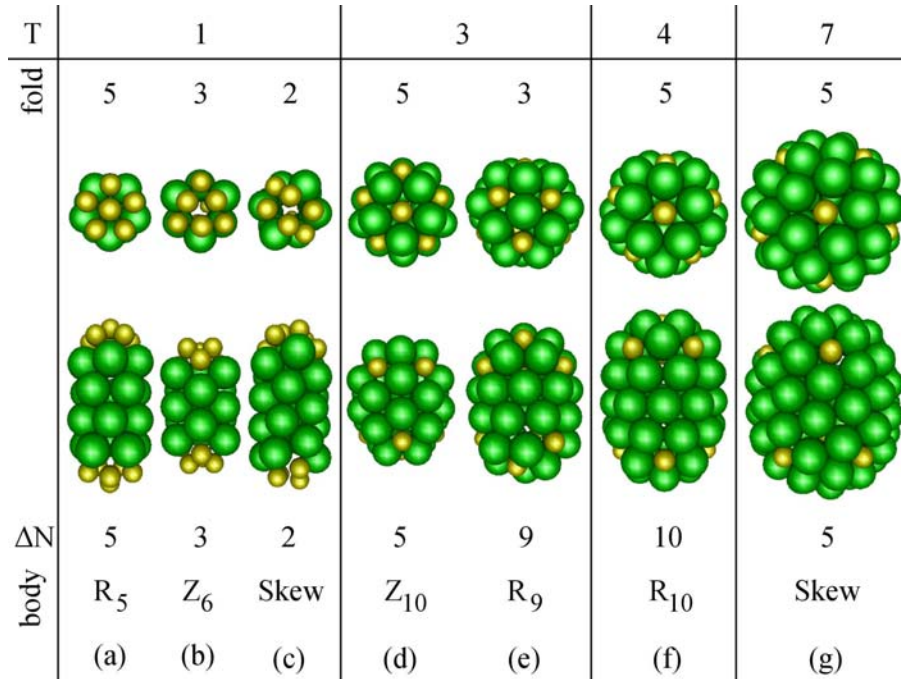 T 1 3 4 7
fold 5 3 2 5 3 5 5
ΔN 5 3 2 5 9 10 5
body R5 Z6 Skew Z10 R9 R10 Skew
(a) (b) (c) (d) (e) (f) (g)